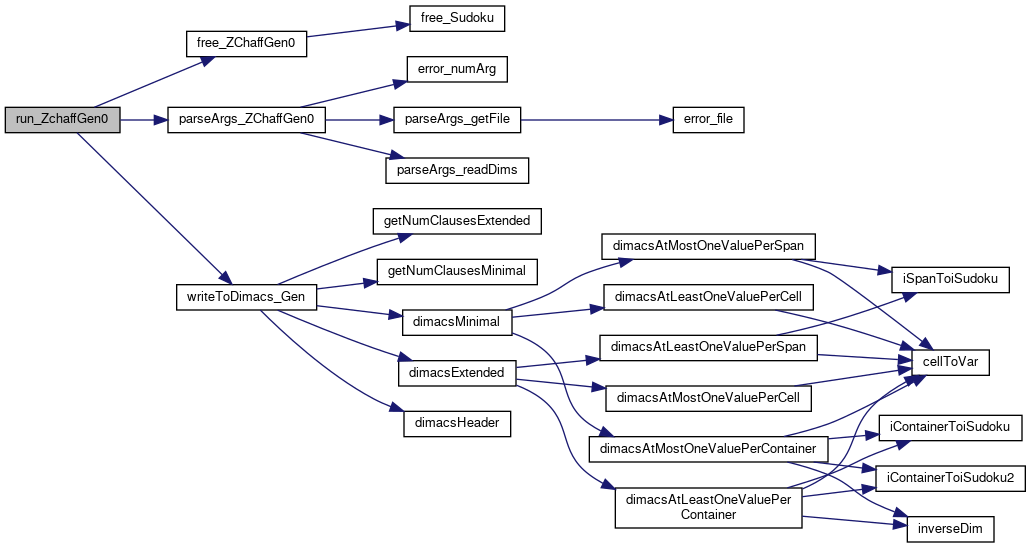 run_ZchaffGen0
free_ZChaffGen0
free_Sudoku
parseArgs_ZChaffGen0
error_numArg
parseArgs_getFile
error_file
parseArgs_readDims
writeToDimacs_Gen
getNumClausesExtended
getNumClausesMinimal
dimacsMinimal
dimacsExtended
dimacsHeader
dimacsAtMostOneValuePerSpan
dimacsAtLeastOneValuePerCell
dimacsAtLeastOneValuePerSpan
dimacsAtMostOneValuePerCell
dimacsAtMostOneValuePerContainer
dimacsAtLeastOneValuePer
Container
iSpanToiSudoku
cellToVar
iContainerToiSudoku
iContainerToiSudoku2
inverseDim